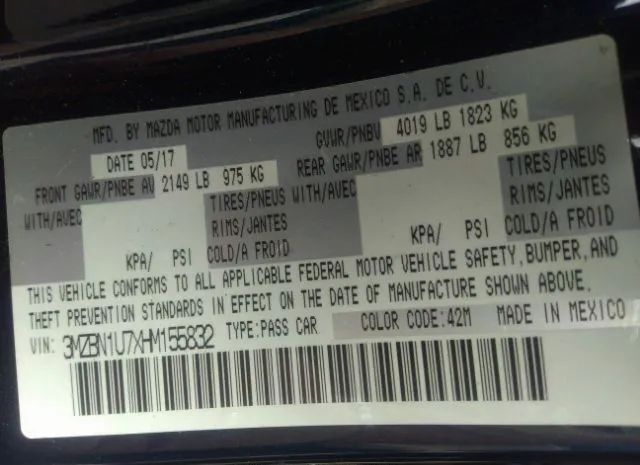 MFD. BY MAZDA MOTOR MANUFACTURING DE MEXICO S.A. DE C.V.
DATE 05/17 GVWR/PNBV 4019 LB 1823 KG
FRONT GAWR/PNBE AV 2149 LB 975 KG REAR GAWR/PNBE AR 1887 LB 856 KG
WITH/AVEC TIRES/PNEUS WITH/AVEC TIRES/PNEUS
RIMS/JANTES RIMS/JANTES
KPA/ PSI COLD/A FROID KPA/ PSI COLD/A FROID
THIS VEHICLE CONFORMS TO ALL APPLICABLE FEDERAL MOTOR VEHICLE SAFETY, BUMPER, AND
THEFT PREVENTION STANDARDS IN EFFECT ON THE DATE OF MANUFACTURE SHOWN ABOVE.
VIN: 3MZBN1U7XHM155832 TYPE:PASS CAR COLOR CODE:42M MADE IN MEXICO